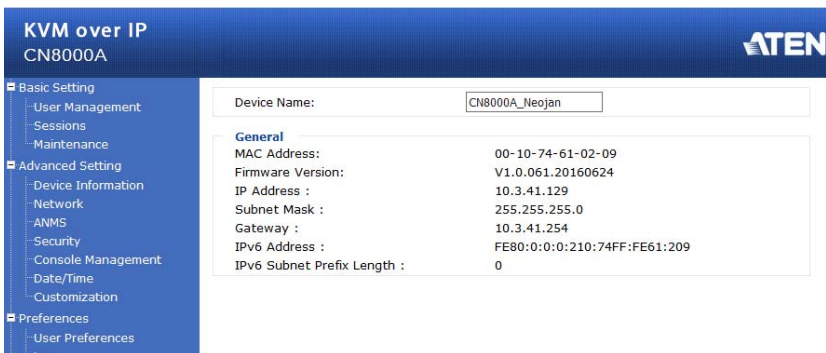 KVM over IP
CN8000A
ATEN
Basic Setting
User Management
Sessions
Maintenance
Advanced Setting
Device Information
Network
ANMS
Security
Console Management
Date/Time
Customization
Preferences
User Preferences
Device Name: CN8000A_Neojan
General
MAC Address: 00-10-74-61-02-09
Firmware Version: V1.0.061.20160624
IP Address : 10.3.41.129
Subnet Mask : 255.255.255.0
Gateway : 10.3.41.254
IPv6 Address : FE80:0:0:0:210:74FF:FE61:209
IPv6 Subnet Prefix Length : 0